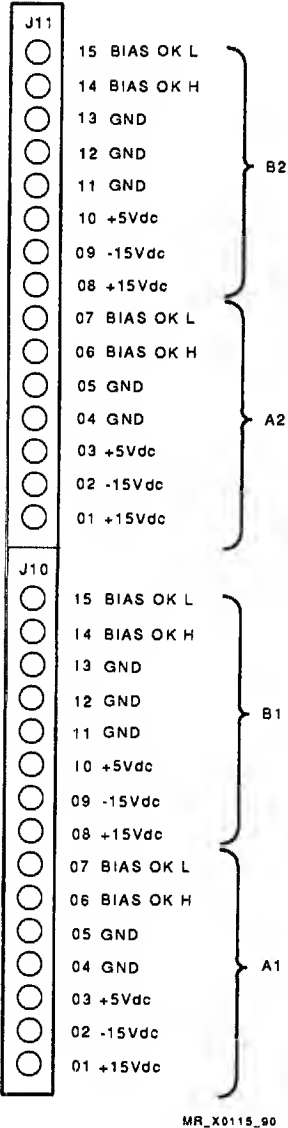 J11
15 BIAS OK L
14 BIAS OK H
13 GND
12 GND
11 GND
10 +5Vdc
09 -15Vdc
08 +15Vdc
B2
07 BIAS OK L
06 BIAS OK H
05 GND
04 GND
03 +5Vdc
02 -15Vdc
01 +15Vdc
A2
J10
15 BIAS OK L
14 BIAS OK H
13 GND
12 GND
11 GND
10 +5Vdc
09 -15Vdc
08 +15Vdc
B1
07 BIAS OK L
06 BIAS OK H
05 GND
04 GND
03 +5Vdc
02 -15Vdc
01 +15Vdc
A1
MR_X0115_90